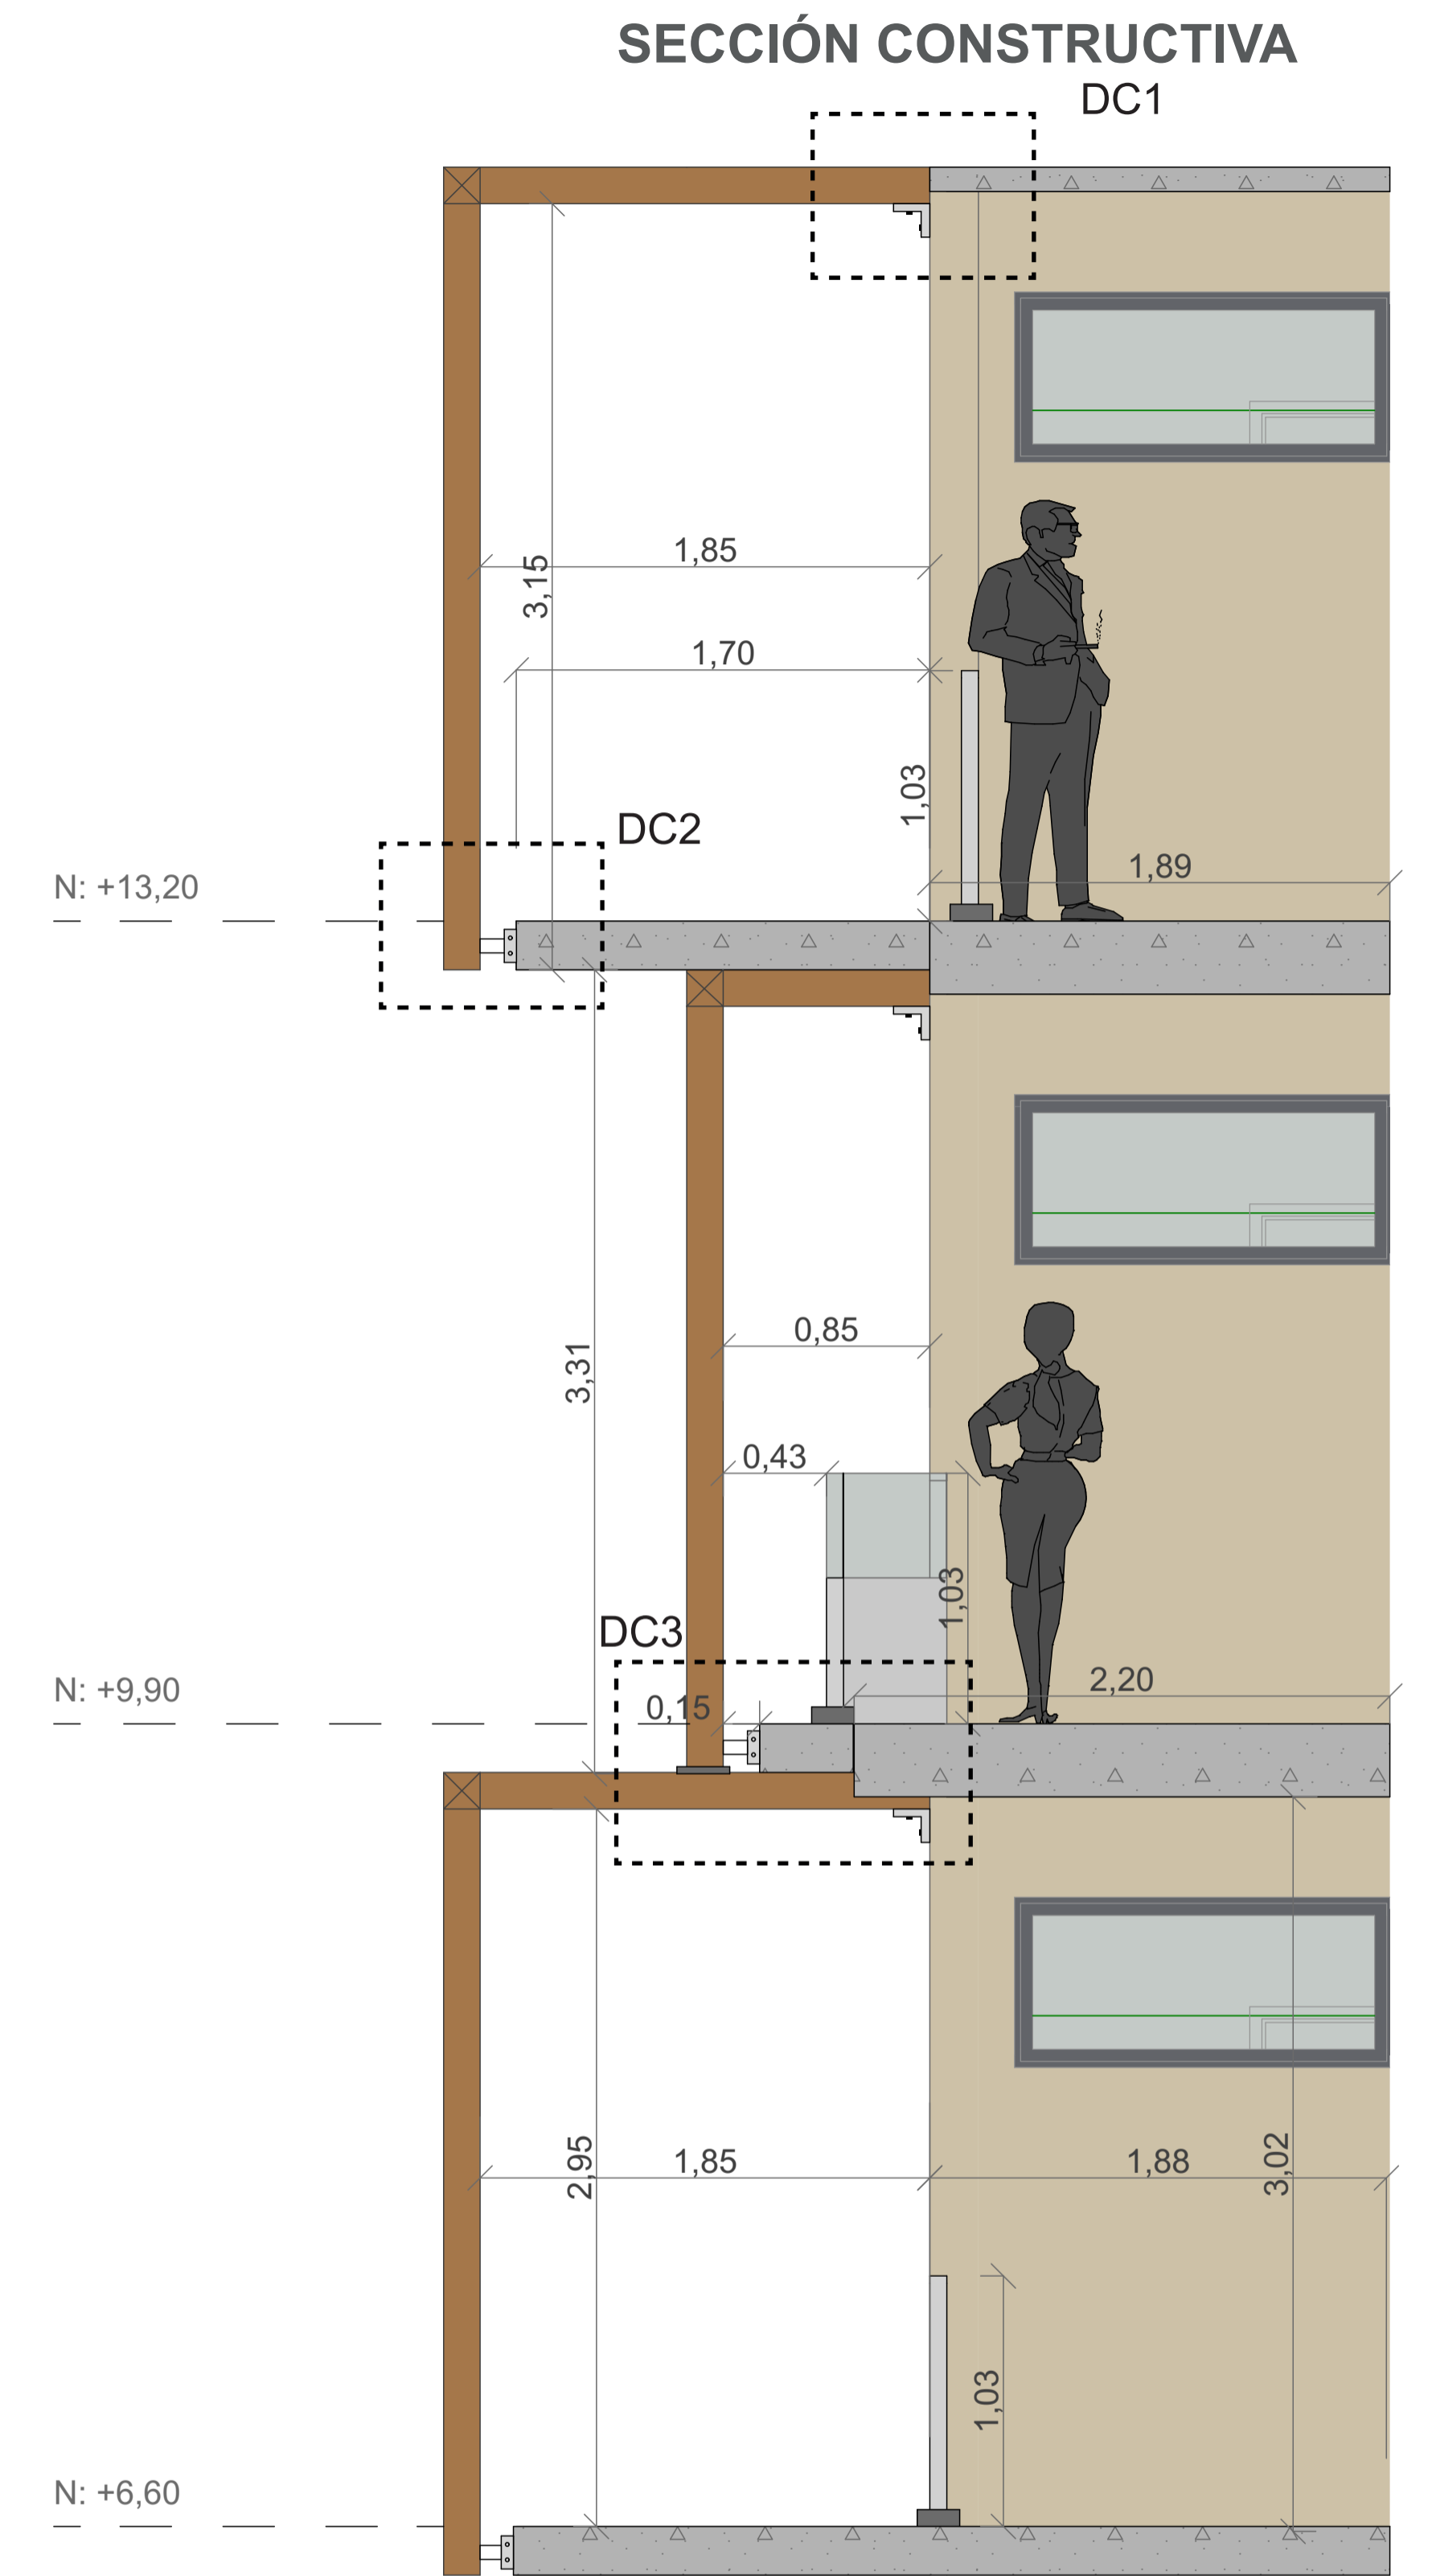 SECCIÓN CONSTRUCTIVA
DC1
1,85
3,15
1,70
1,03
DC2
1,89
N: +13,20
0,85
3,31
0,43
1,03
DC3
2,20
N: +9,90
0,15
2,95
1,85
1,88
3,02
1,03
N: +6,60